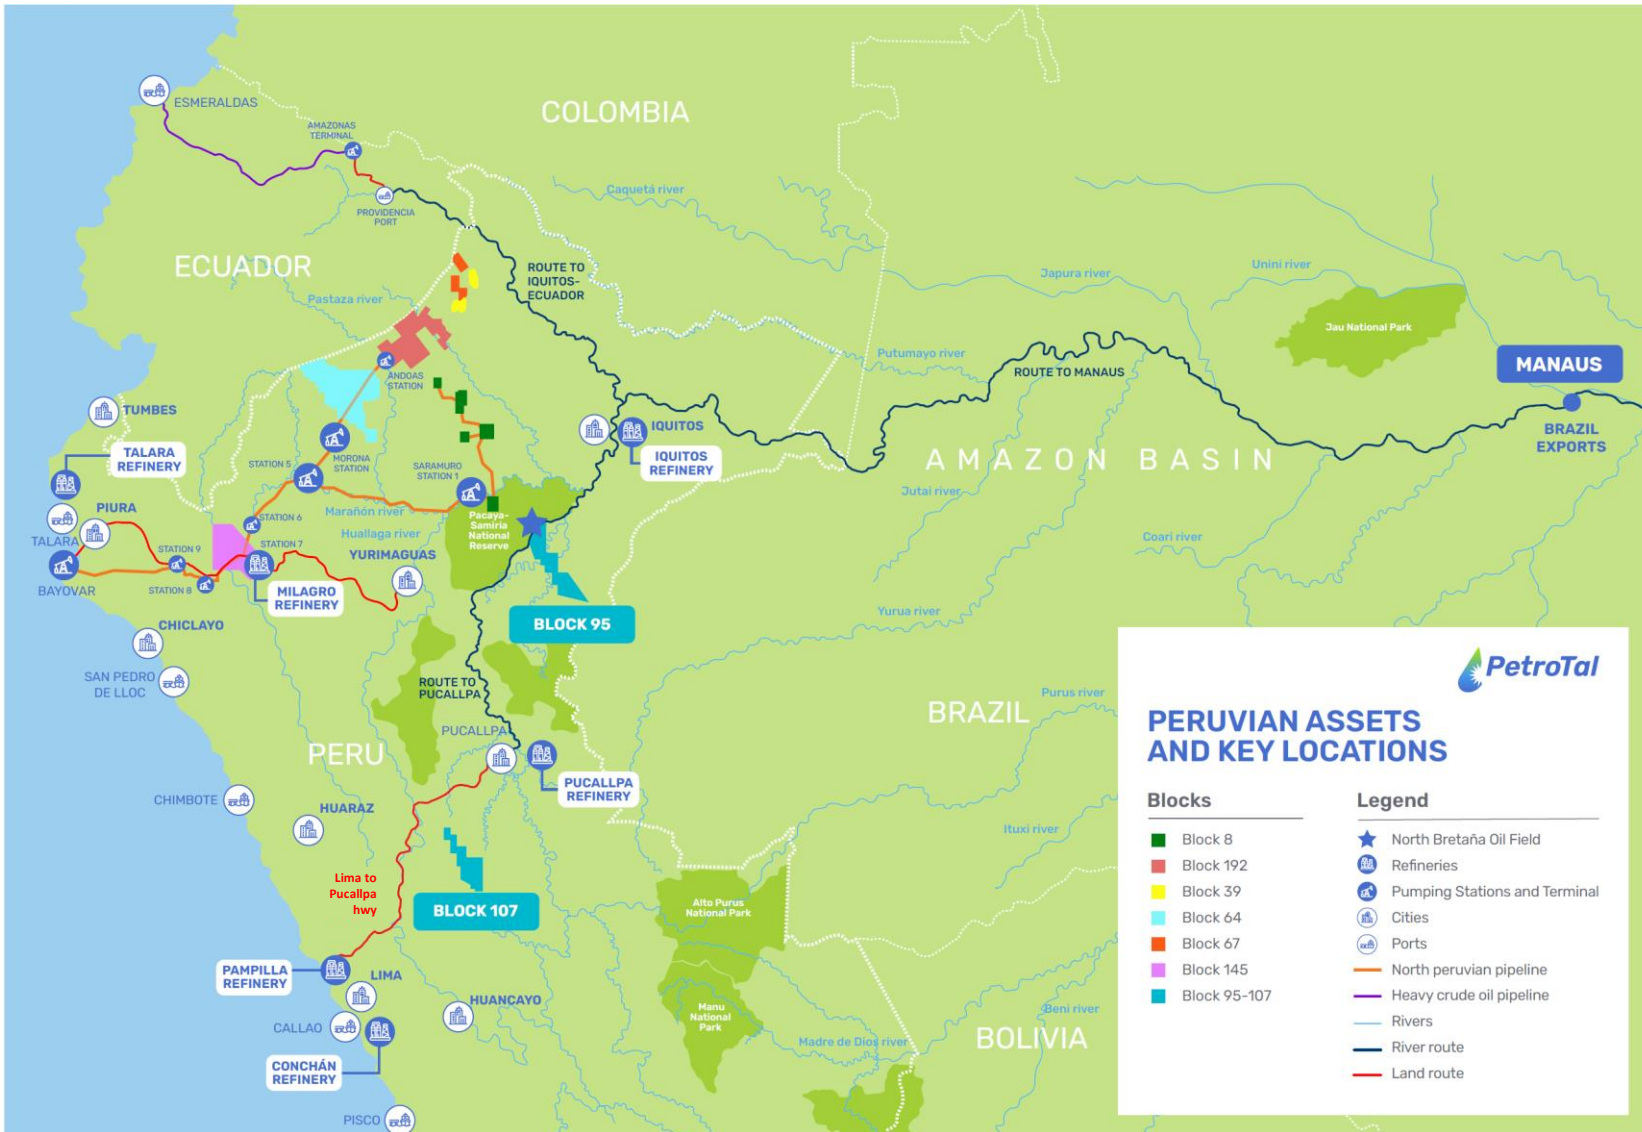 ESMERALDAS
AMAZONAS
TERMINAL
PROVIDENCIA
PORT
COLOMBIA
Caquetá river
ECUADOR
Pastaza river
ROUTE TO
IQUITOS-
ECUADOR
Japura river
Unini river
Jau National Park
Putumayo river
ROUTE TO MANAUS
MANAUS
BRAZIL
EXPORTS
ANDOAS
STATION
TUMBES
TALARA
REFINERY
STATION 5
MORONA
STATION
SARAMURO
STATION 1
IQUITOS
IQUITOS
REFINERY
AMAZON BASIN
Jutai river
PIURA
TALARA
STATION 6
Marañón river
Huallaga river
Pacaya-
Samiria
National
Reserve
Coari river
STATION 9
STATION 7
YURIMAGUAS
BAYOVAR
STATION 8
MILAGRO
REFINERY
BLOCK 95
Yurua river
CHICLAYO
SAN PEDRO
DE LLOC
ROUTE TO
PUCALLPA
Purus river
BRAZIL
PERU
PUCALLPA
PUCALLPA
REFINERY
CHIMBOTE
HUARAZ
Ituxi river
Lima to
Pucallpa
hwy
BLOCK 107
Alto Purus
National Park
PAMPILLA
REFINERY
LIMA
HUANCAYO
CALLAO
Manu
National
Park
Beni river
Madre de Dios river
BOLIVIA
CONCHÁN
REFINERY
PISCO
PetroTal
PERUVIAN ASSETS
AND KEY LOCATIONS
Blocks
Block 8
Block 192
Block 39
Block 64
Block 67
Block 145
Block 95-107
Legend
North Bretaña Oil Field
Refineries
Pumping Stations and Terminal
Cities
Ports
North peruvian pipeline
Heavy crude oil pipeline
Rivers
River route
Land route